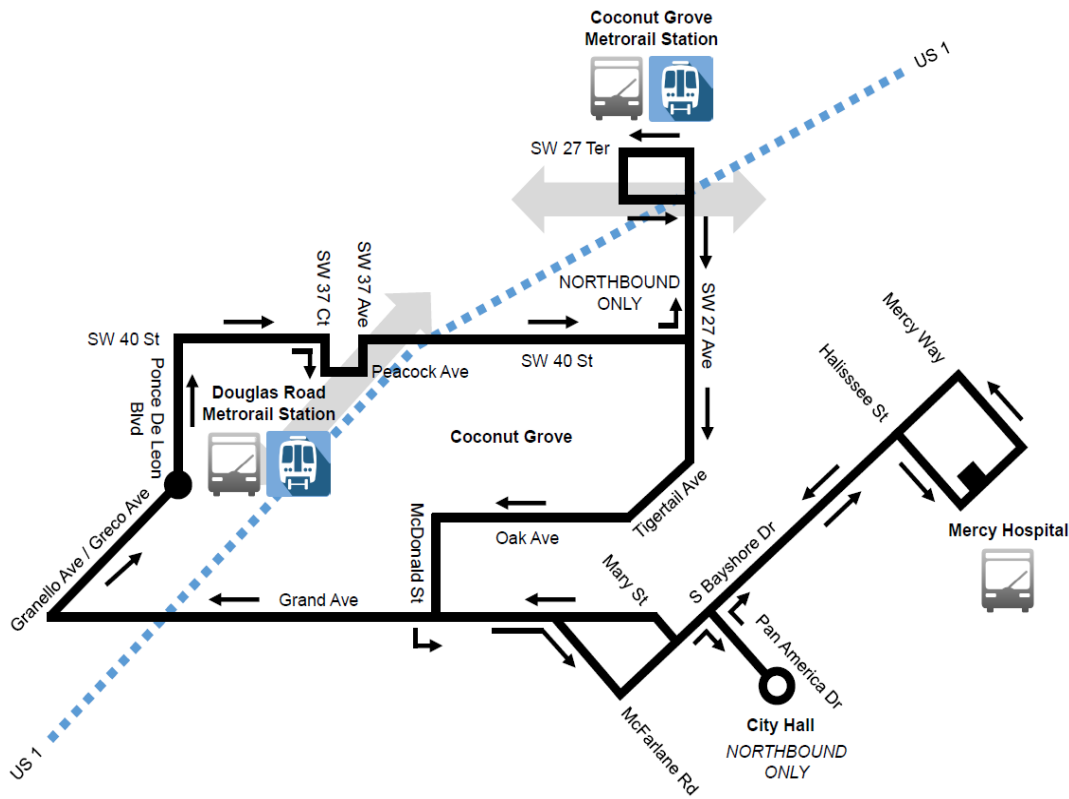 Coconut Grove
Metrorail Station
US 1
SW 27 Ter
SW 37 Ct
SW 37 Ave
NORTHBOUND
ONLY
SW 27 Ave
Mercy Way
SW 40 St
SW 40 St
Halisssee St
Peacock Ave
Ponce De Leon
Blvd
Douglas Road
Metrorail Station
Coconut Grove
Granello Ave / Greco Ave
McDonald St
Oak Ave
Tigertail Ave
Mercy Hospital
Mary St
S Bayshore Dr
Grand Ave
Pan America Dr
McFarlane Rd
City Hall
NORTHBOUND
ONLY
US 1